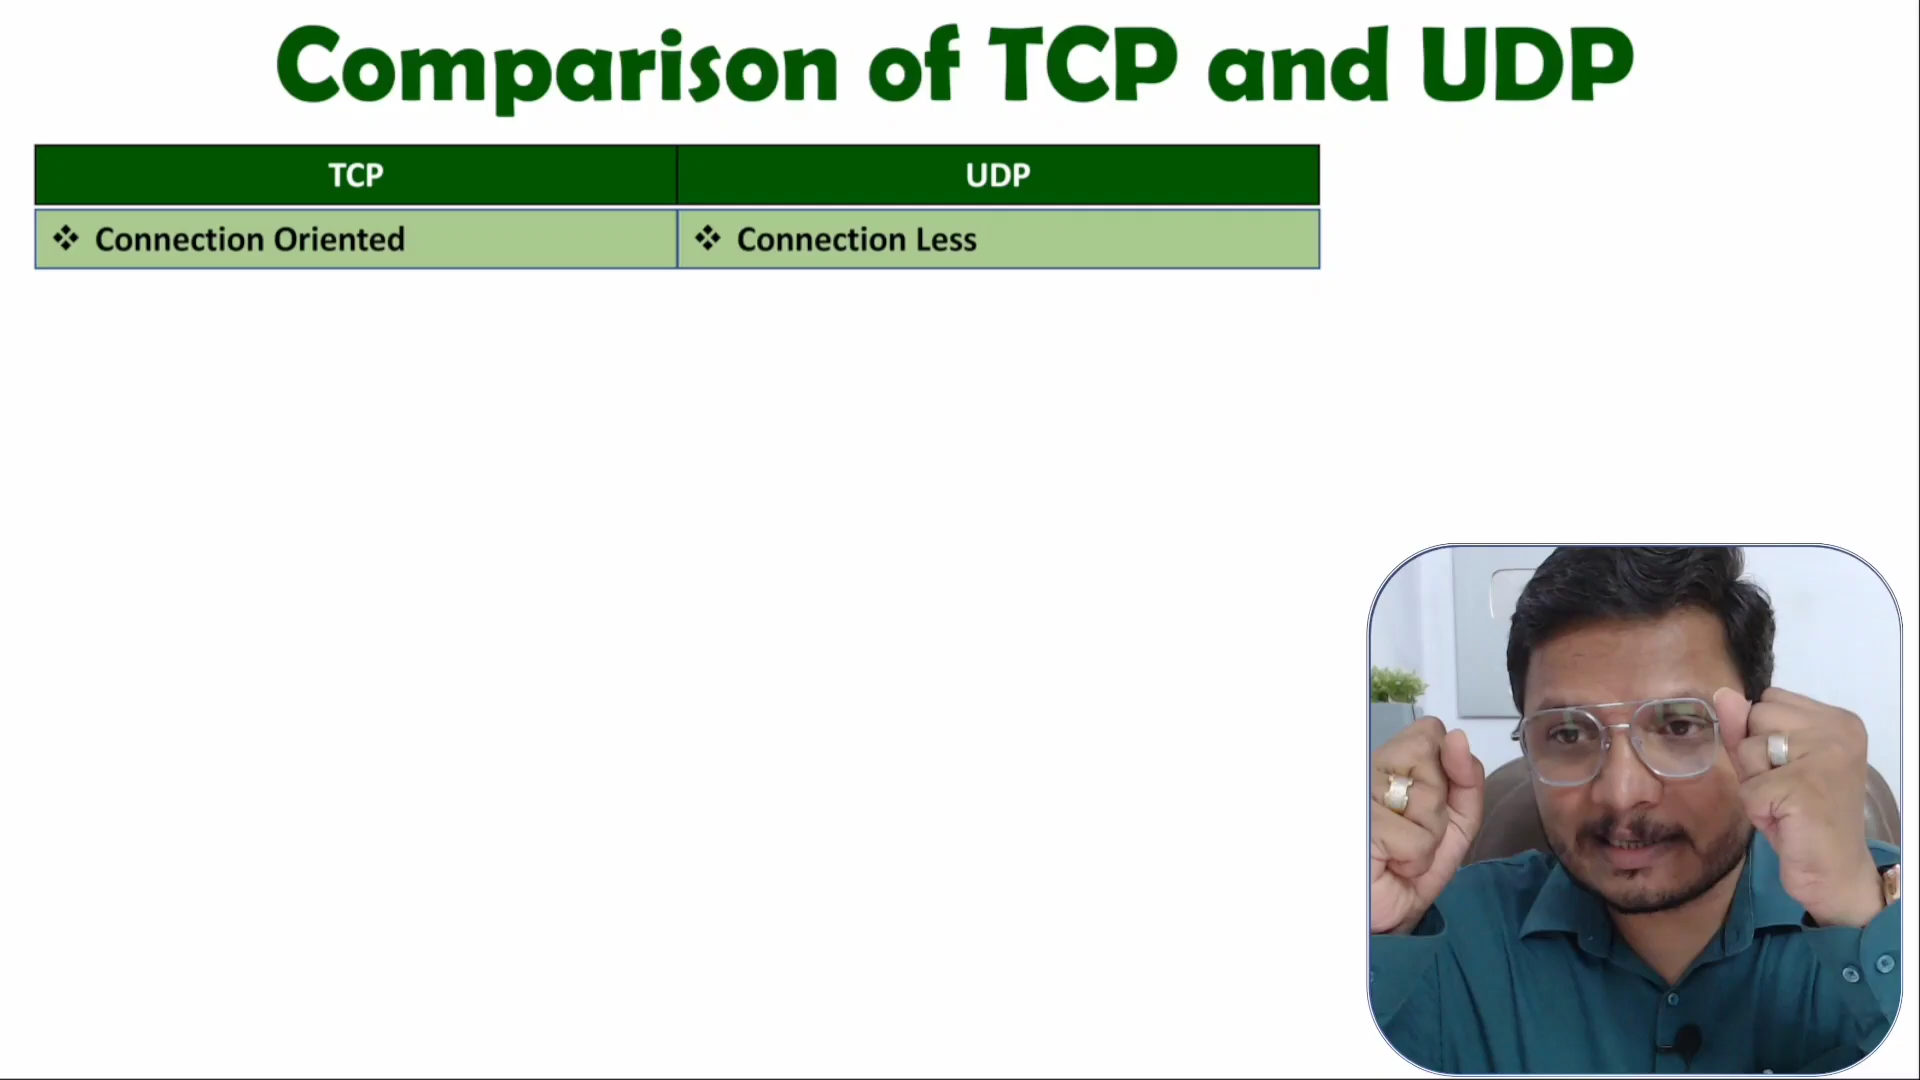 Comparison of TCP and UDP
TCP
UDP
❖ Connection Oriented
❖ Connection Less